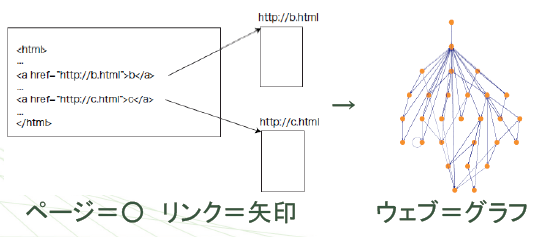 http://b.html
<html>
...
<a href="http://b.html">b</a>
...
<a href="http://c.html">c</a>
...
</html>
http://c.html
→
ページ＝○ リンク＝矢印
ウェブ＝グラフ